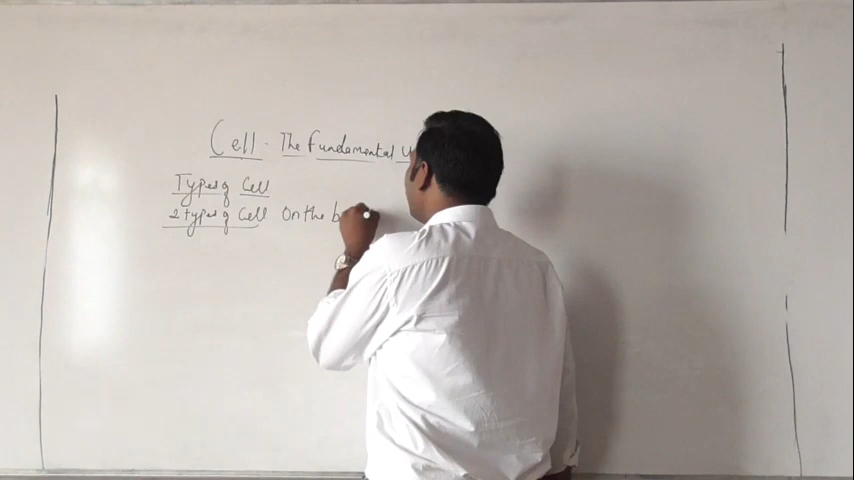 Cell - The Fundamental U
Types of Cell
2 types of Cell On the b